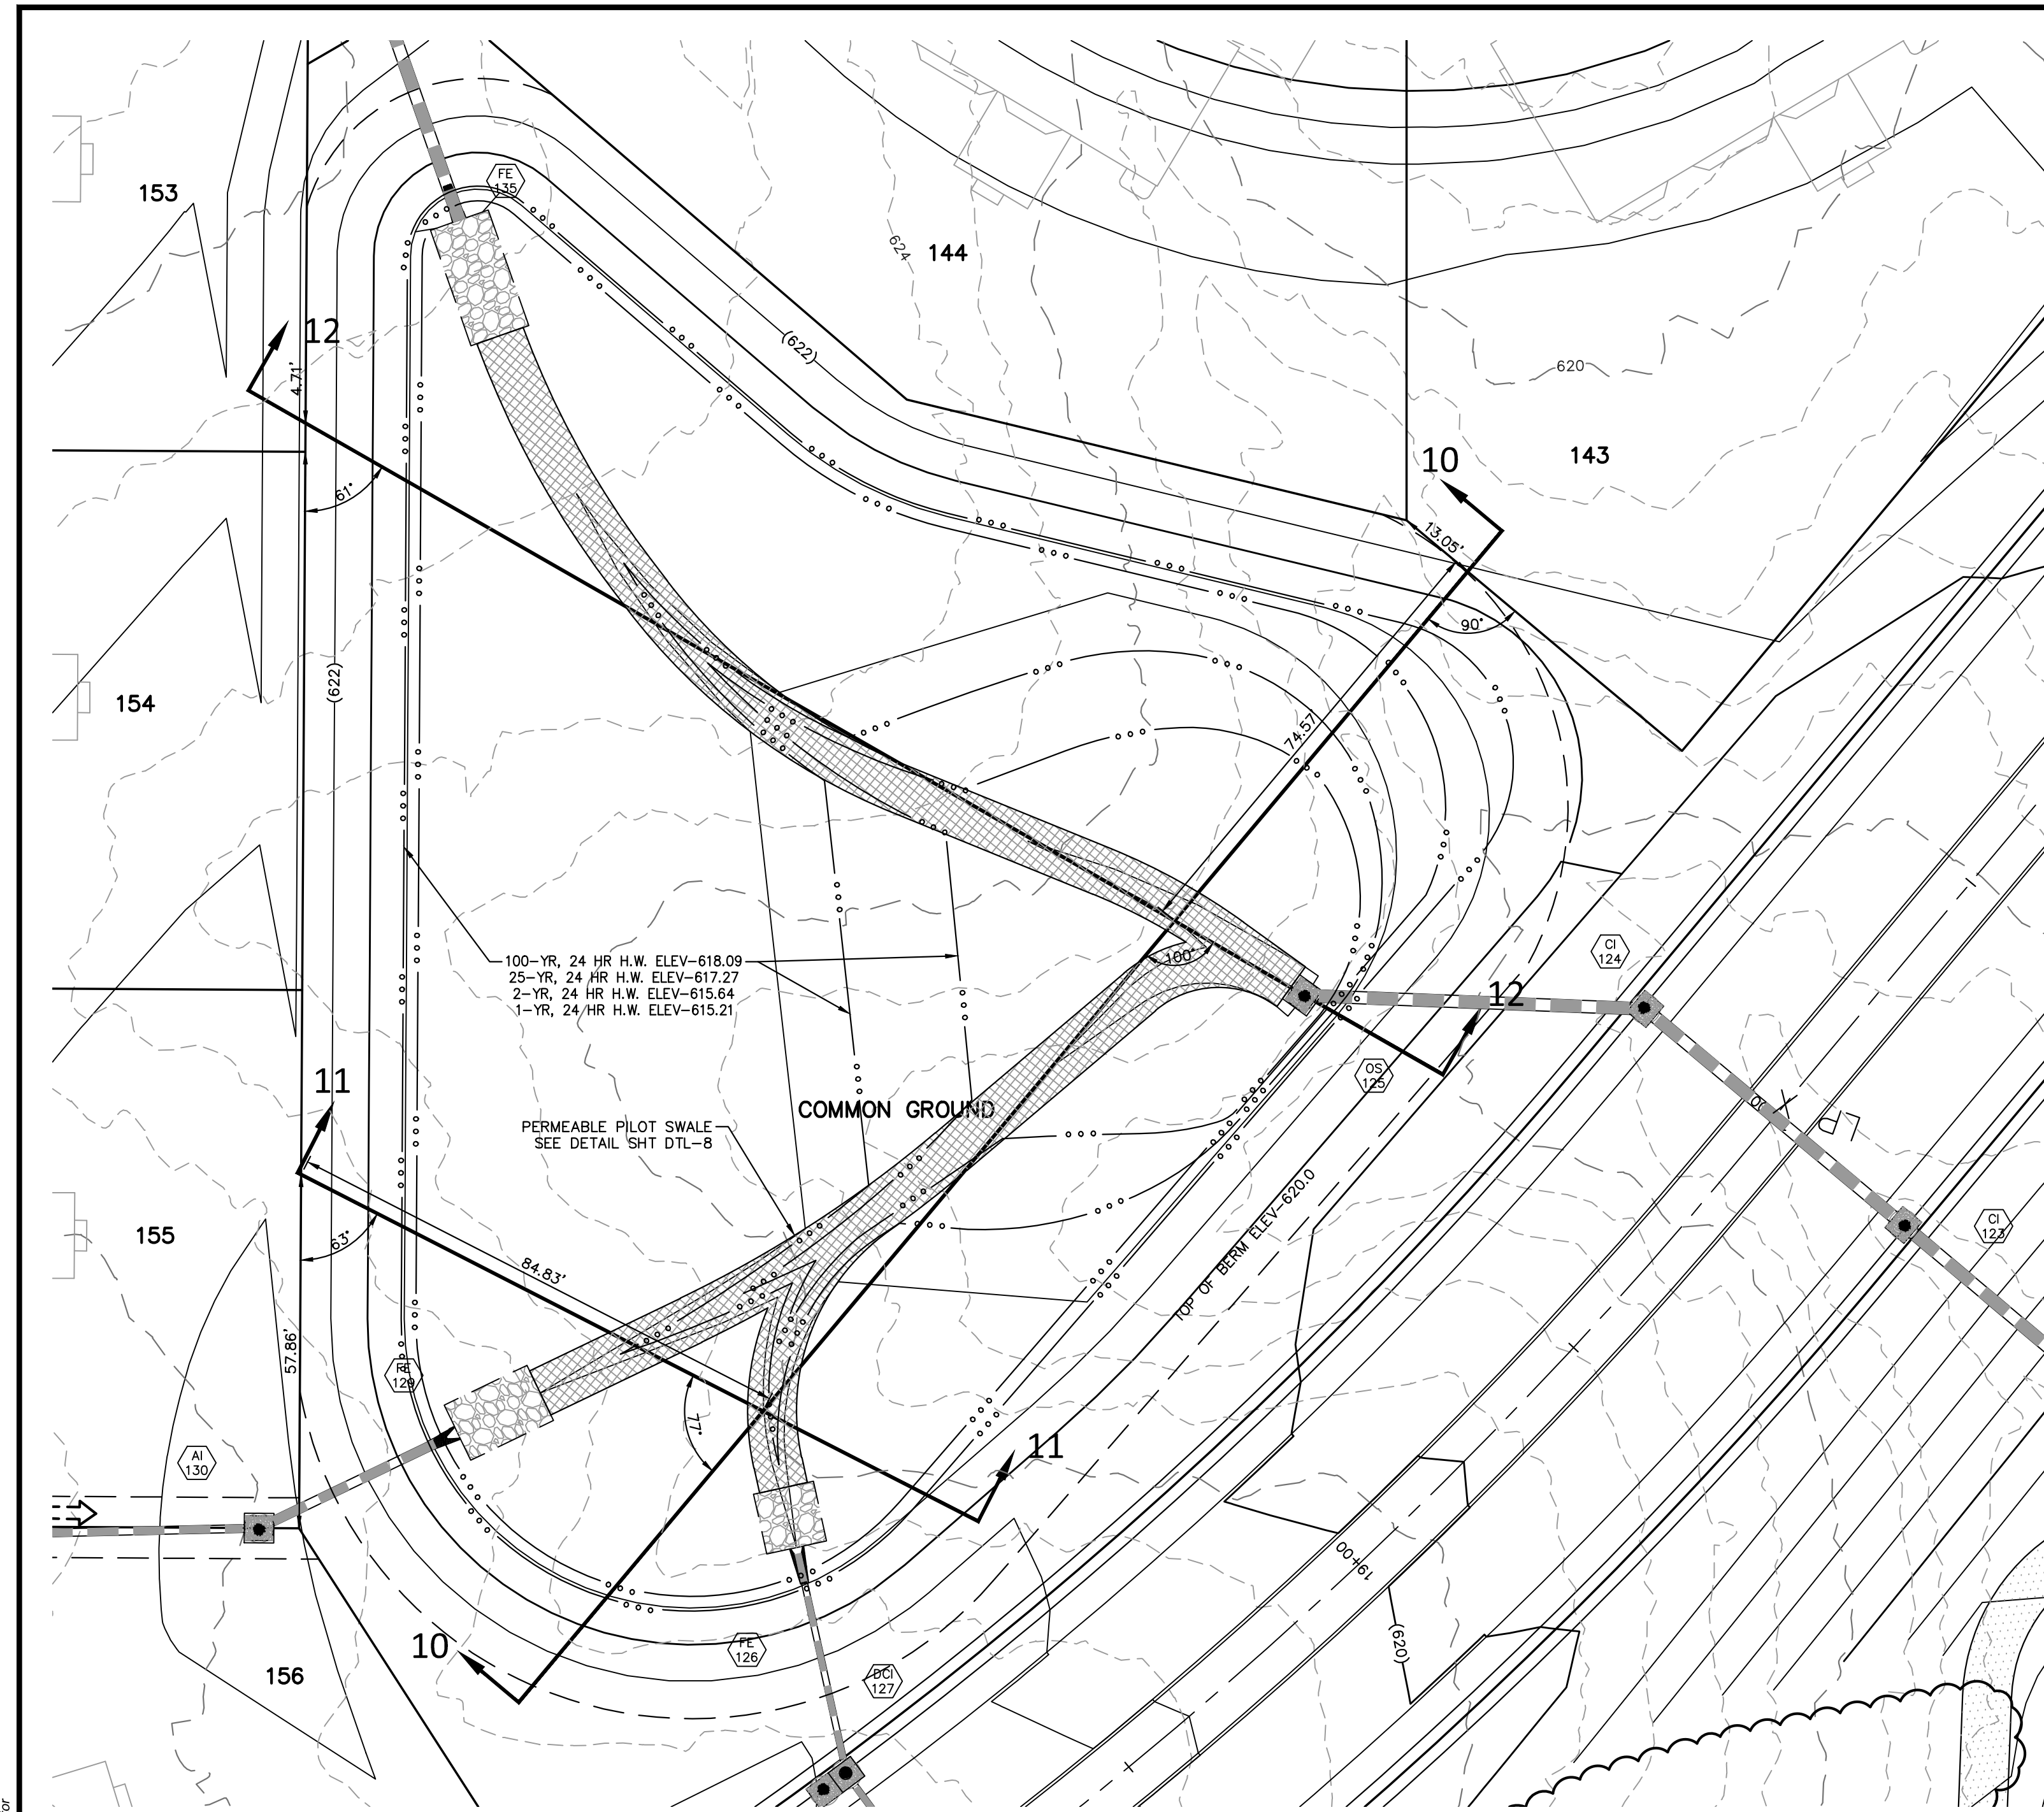 FE
135
153
624
144
12
(622)
4.71'
620
143
10
61°
13.05'
90°
(622)
154
74.57'
CI
124
100-YR, 24 HR H.W. ELEV-618.09
25-YR, 24 HR H.W. ELEV-617.27
2-YR, 24 HR H.W. ELEV-615.64
1-YR, 24 HR H.W. ELEV-615.21
100°
12
OS
125
11
COMMON GROUND
PERMEABLE PILOT SWALE
SEE DETAIL SHT DTL-8
LP
TOP OF BERM ELEV-620.0
CI
123
155
63°
84.83'
57.86'
FE
129
77°
11
AI
130
19+00
10
FE
126
DCI
127
(620)
156
for